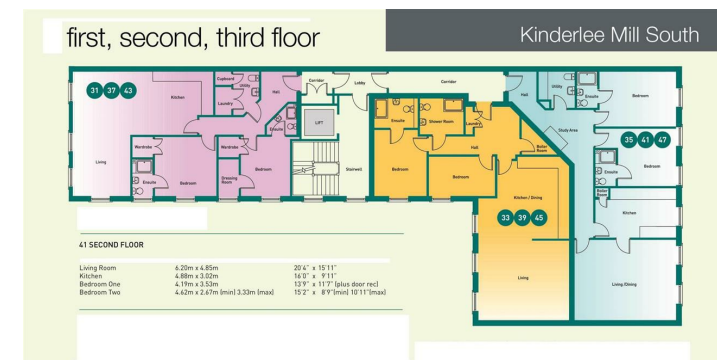 first, second, third floor
Kinderlee Mill South
31 37 43
Kitchen
Living
Cupboard
Utility
Laundry
Hall
Ensuite
Wardrobe
Wardrobe
Ensuite
Bedroom
Dressing
Room
Bedroom
Corridor
Lobby
LIFT
Stairwell
Corridor
Ensuite
Shower Room
Laundry
Hall
Bedroom
Bedroom
Boiler
Room
Kitchen / Dining
33 39 45
Living
Hall
Utility
Ensuite
Bedroom
Study Area
35 41 47
Bedroom
Ensuite
Boiler
Room
Kitchen
Living /Dining
41 SECOND FLOOR
Living Room 6.20m x 4.85m 20'4" x 15'11"
Kitchen 4.88m x 3.02m 16'0" x 9'11"
Bedroom One 4.19m x 3.53m 13'9" x 11'7" (plus door rec)
Bedroom Two 4.62m x 2.67m (min) 3.33m (max) 15'2" x 8'9"(min) 10'11"(max)